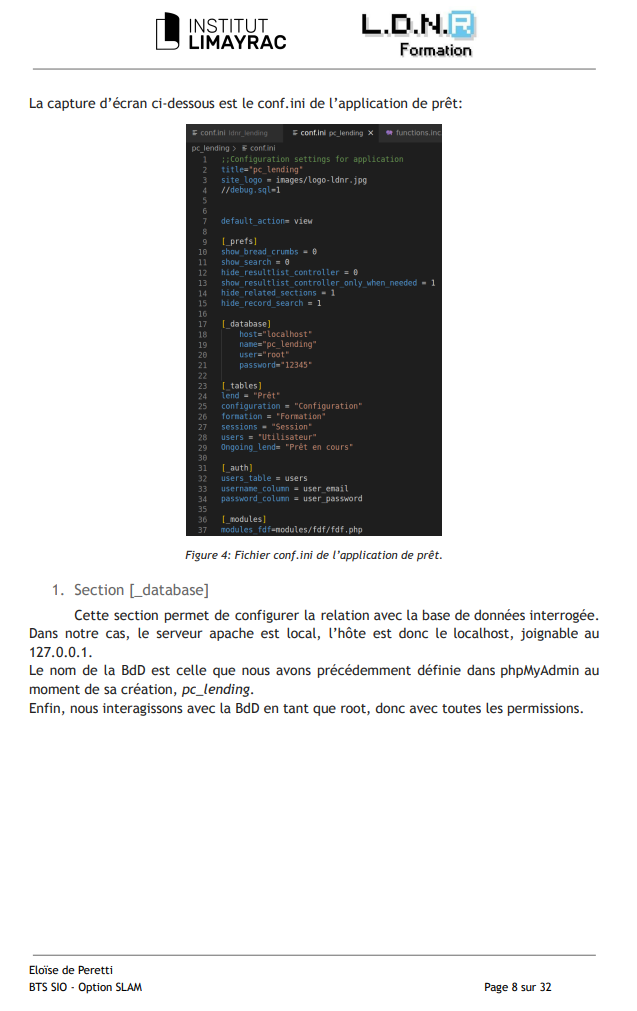 INSTITUT
LIMAYRAC
L.D.N.R
Formation
La capture d'écran ci-dessous est le conf.ini de l'application de prêt:
conf.ini ldnr_lending conf.ini pc_lending X functions.inc
pc_lending > conf.ini
1 ;;Configuration settings for application
2 title="pc_lending"
3 site_logo = images/logo-ldnr.jpg
4 //debug.sql=1
5
6
7 default_action= view
8
9 [_prefs]
10 show_bread_crumbs = 0
11 show_search = 0
12 hide_resultlist_controller = 0
13 show_resultlist_controller_only_when_needed = 1
14 hide_related_sections = 1
15 hide_record_search = 1
16
17 [_database]
18 host="localhost"
19 name="pc_lending"
20 user="root"
21 password="12345"
22
23 [_tables]
24 lend = "Prêt"
25 configuration = "Configuration"
26 formation = "Formation"
27 sessions = "Session"
28 users = "Utilisateur"
29 Ongoing_lend= "Prêt en cours"
30
31 [_auth]
32 users_table = users
33 username_column = user_email
34 password_column = user_password
35
36 [_modules]
37 modules_fdf=modules/fdf/fdf.php
Figure 4: Fichier conf.ini de l'application de prêt.
1. Section [_database]
Cette section permet de configurer la relation avec la base de données interrogée.
Dans notre cas, le serveur apache est local, l'hôte est donc le localhost, joignable au
127.0.0.1.
Le nom de la BdD est celle que nous avons précédemment définie dans phpMyAdmin au
moment de sa création, pc_lending.
Enfin, nous interagissons avec la BdD en tant que root, donc avec toutes les permissions.
Eloïse de Peretti
BTS SIO - Option SLAM Page 8 sur 32